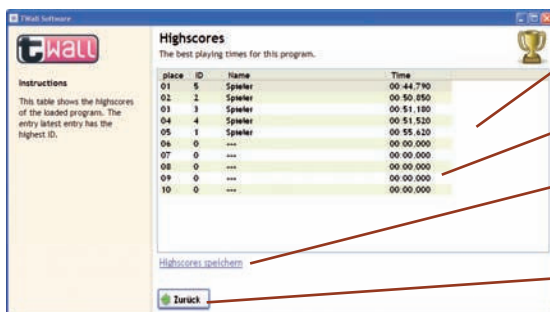 TWall Software
twall
Highscores
The best playing times for this program.
Instructions
This table shows the highscores
of the loaded program. The
entry latest entry has the
highest ID.
place ID Name Time
01 5 Spieler 00:44,790
02 2 Spieler 00:50,850
03 3 Spieler 00:51,180
04 4 Spieler 00:51,520
05 1 Spieler 00:55,620
06 0 --- 00:00,000
07 0 --- 00:00,000
08 0 --- 00:00,000
09 0 --- 00:00,000
10 0 --- 00:00,000
Highscores speichern
Zurück